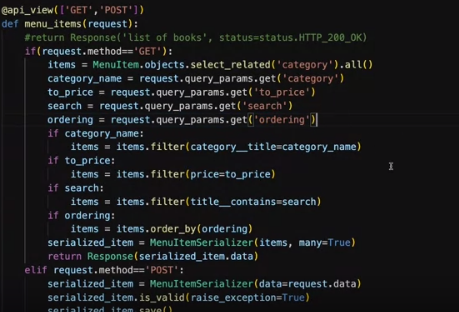 @api_view(['GET','POST'])
def menu_items(request):
    #return Response('list of books', status=status.HTTP_200_OK)
    if(request.method=='GET'):
        items = MenuItem.objects.select_related('category').all()
        category_name = request.query_params.get('category')
        to_price = request.query_params.get('to_price')
        search = request.query_params.get('search')
        ordering = request.query_params.get('ordering')
        if category_name:
            items = items.filter(category__title=category_name)
        if to_price:
            items = items.filter(price=to_price)
        if search:
            items = items.filter(title__contains=search)
        if ordering:
            items = items.order_by(ordering)
        serialized_item = MenuItemSerializer(items, many=True)
        return Response(serialized_item.data)
    elif request.method=='POST':
        serialized_item = MenuItemSerializer(data=request.data)
        serialized_item.is_valid(raise_exception=True)
        serialized_item.save()